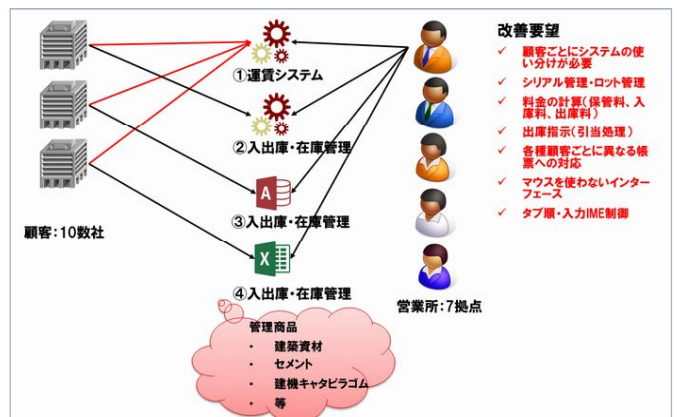 ①運賃システム
②入出庫・在庫管理
A
③入出庫・在庫管理
X
④入出庫・在庫管理
顧客:10数社
営業所:7拠点
管理商品
・ 建築資材
・ セメント
・ 建機キャタピラゴム
・ 等
改善要望
✓ 顧客ごとにシステムの使
い分けが必要
✓ シリアル管理・ロット管理
✓ 料金の計算(保管料、入
庫料、出庫料)
✓ 出庫指示(引当処理)
✓ 各種顧客ごとに異なる帳
票への対応
✓ マウスを使わないインター
フェース
✓ タブ順・入力IME制御